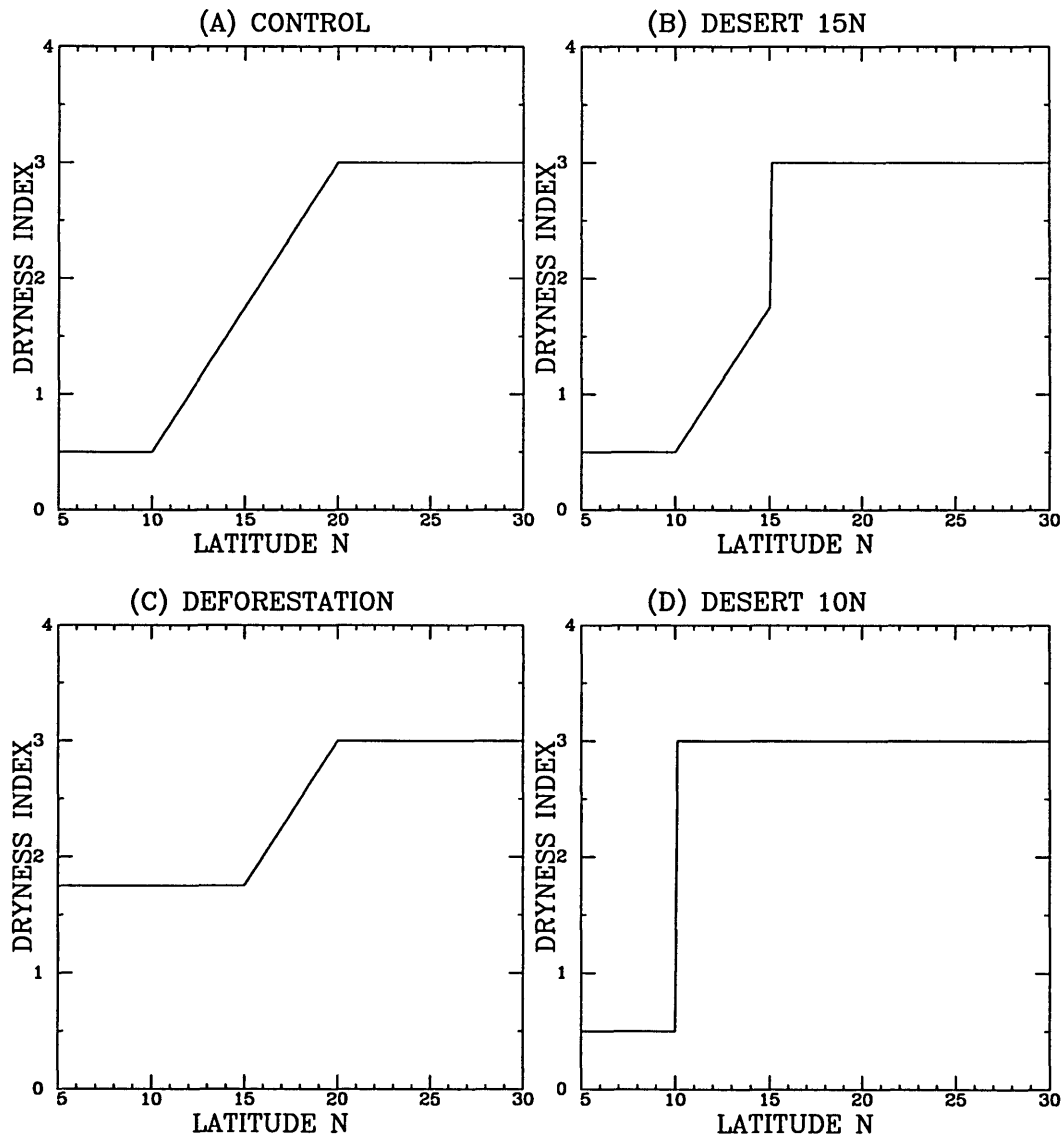 (A) CONTROL
4
3
2
1
0
DRYNESS INDEX
5 10 15 20 25 30
LATITUDE N
(B) DESERT 15N
4
3
2
1
0
DRYNESS INDEX
5 10 15 20 25 30
LATITUDE N
(C) DEFORESTATION
4
3
2
1
0
DRYNESS INDEX
5 10 15 20 25 30
LATITUDE N
(D) DESERT 10N
4
3
2
1
0
DRYNESS INDEX
5 10 15 20 25 30
LATITUDE N